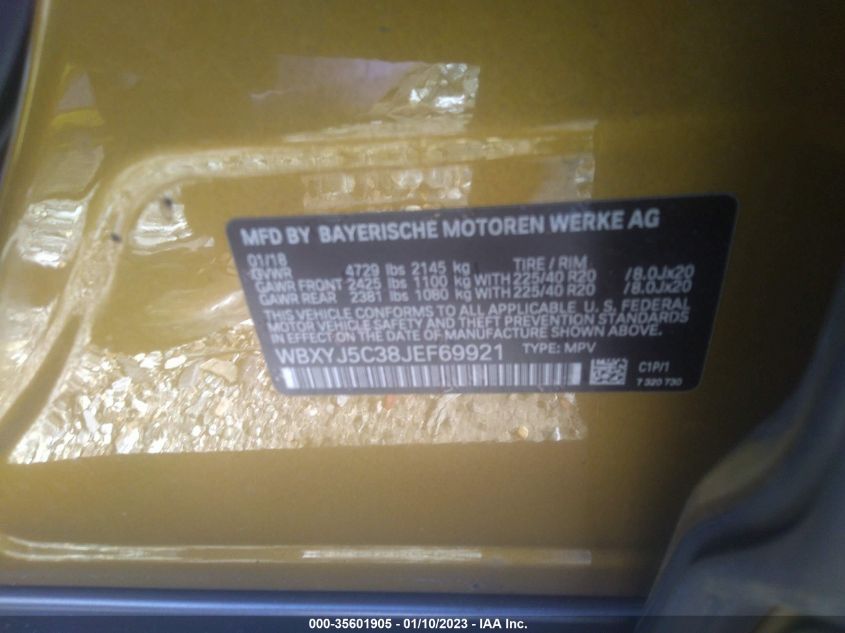 MFD BY BAYERISCHE MOTOREN WERKE AG
01/18 TIRE / RIM
GVWR 4729 lbs 2145 kg
GAWR FRONT 2425 lbs 1100 kg WITH 225/40 R20 /8.0Jx20
GAWR REAR 2381 lbs 1080 kg WITH 225/40 R20 /8.0Jx20
THIS VEHICLE CONFORMS TO ALL APPLICABLE U.S. FEDERAL
MOTOR VEHICLE SAFETY AND THEFT PREVENTION STANDARDS
IN EFFECT ON THE DATE OF MANUFACTURE SHOWN ABOVE.
WBXYJ5C38JEF69921 TYPE: MPV
C1P/1
7 320 730
000-35601905 - 01/10/2023 - IAA Inc.